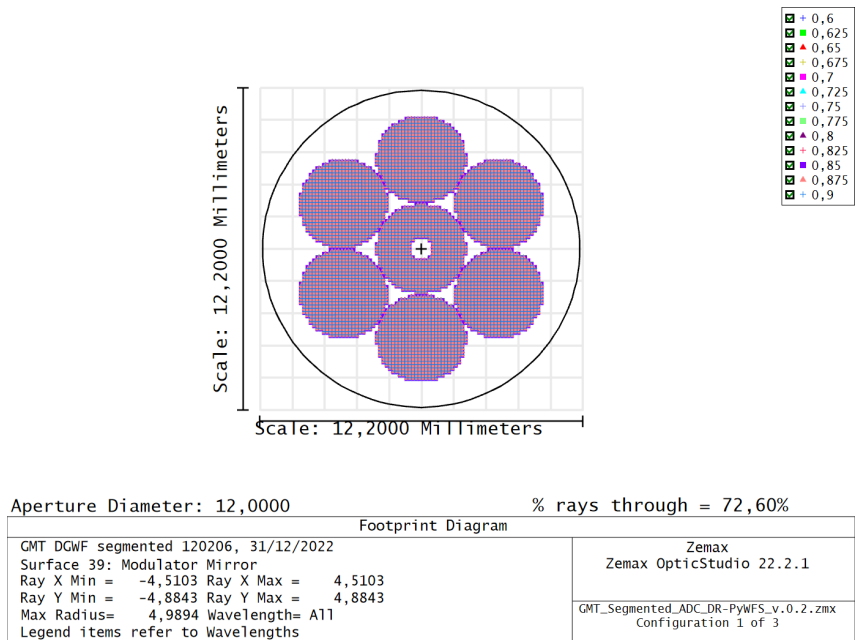 0,6
0,625
0,65
0,675
0,7
0,725
0,75
0,775
0,8
0,825
0,85
0,875
0,9
Scale: 12,2000 Millimeters
Scale: 12,2000 Millimeters
Aperture Diameter: 12,0000
% rays through = 72,60%
Footprint Diagram
GMT DGWF segmented 120206, 31/12/2022
Surface 39: Modulator Mirror
Ray X Min = -4,5103 Ray X Max = 4,5103
Ray Y Min = -4,8843 Ray Y Max = 4,8843
Max Radius= 4,9894 Wavelength= All
Legend items refer to Wavelengths
Zemax
Zemax OpticStudio 22.2.1
GMT_Segmented_ADC_DR-PyWFS_v.0.2.zmx
Configuration 1 of 3